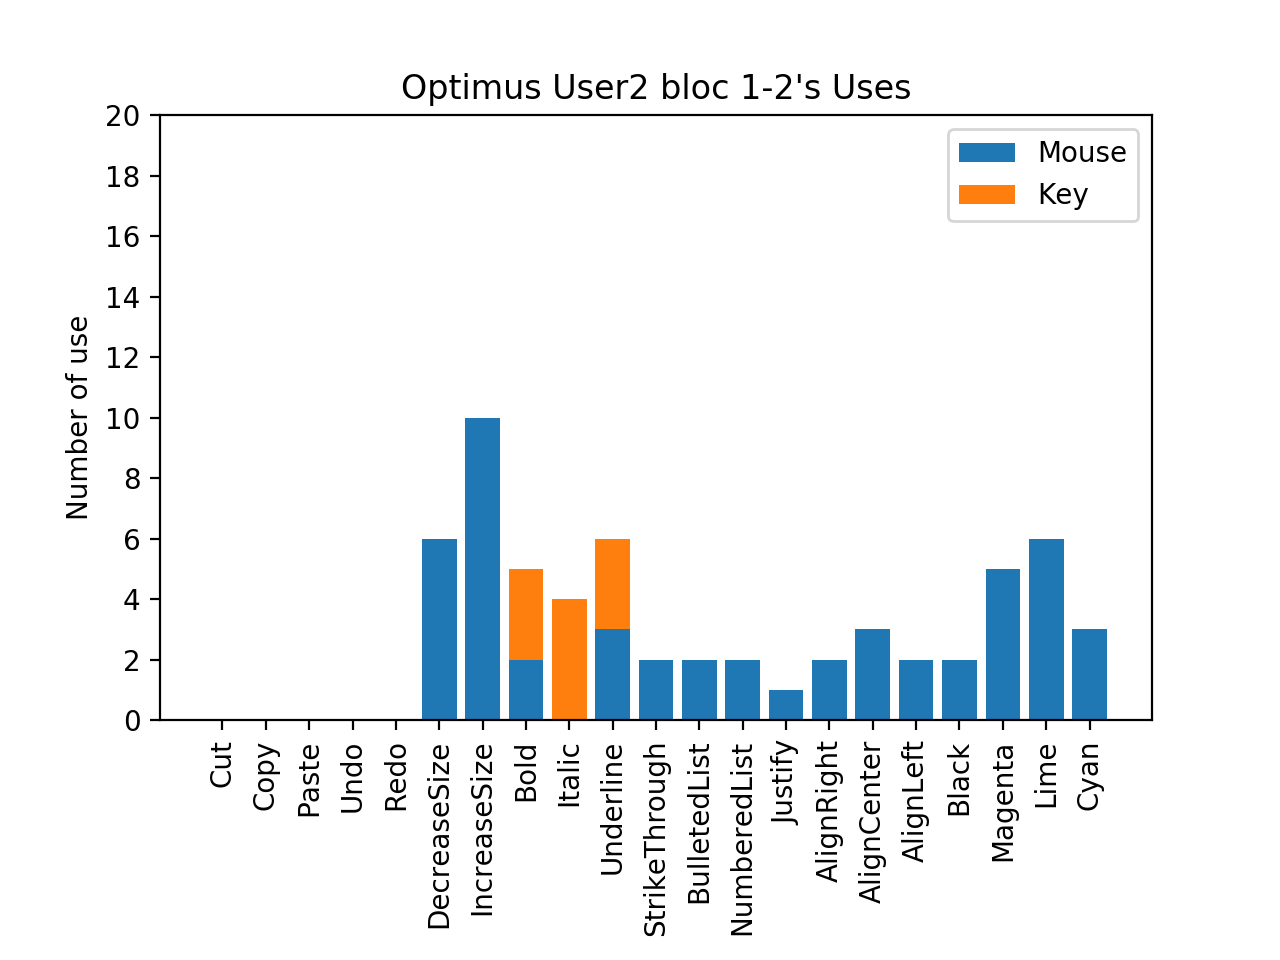 Optimus User2 bloc 1-2's Uses
Mouse
Key
Number of use
20
18
16
14
12
10
8
6
4
2
0
Cut
Copy
Paste
Undo
Redo
DecreaseSize
IncreaseSize
Bold
Italic
Underline
StrikeThrough
BulletedList
NumberedList
Justify
AlignRight
AlignCenter
AlignLeft
Black
Magenta
Lime
Cyan